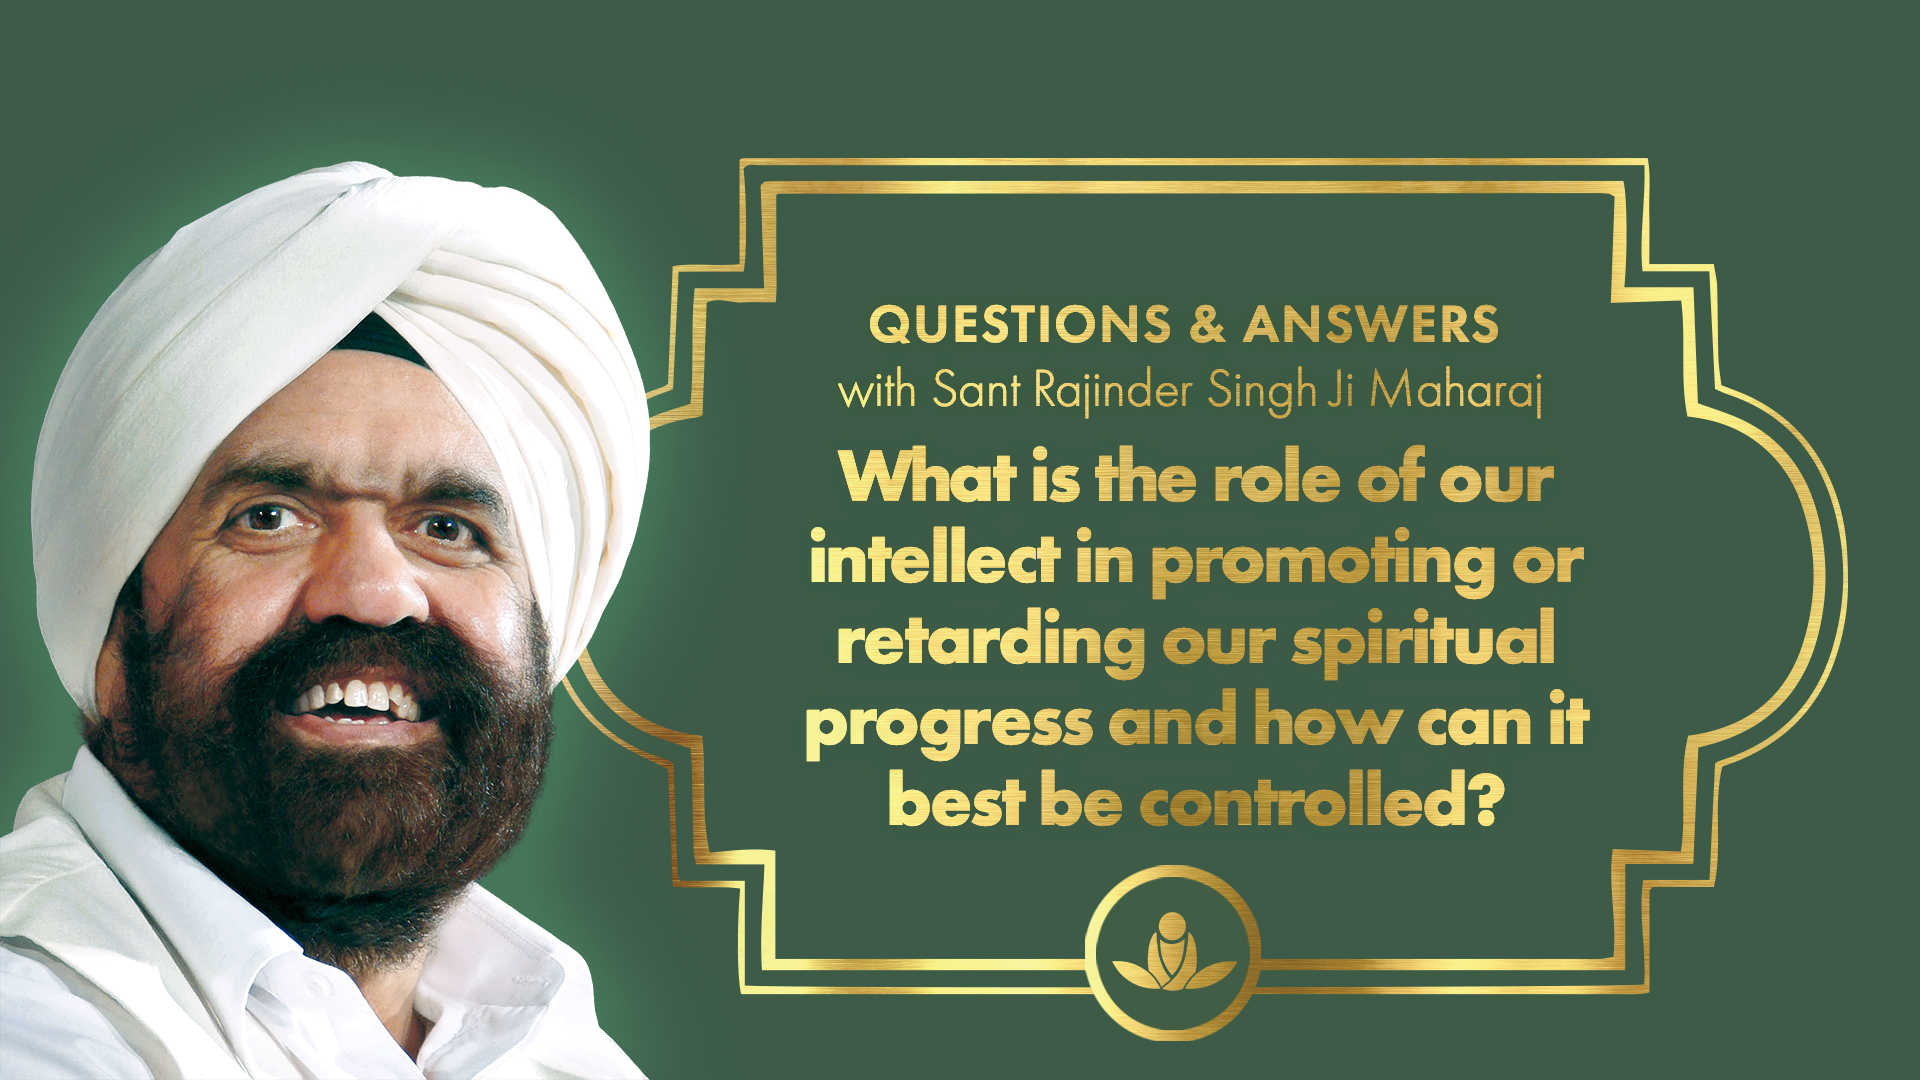 QUESTIONS & ANSWERS
with Sant Rajinder Singh Ji Maharaj
What is the role of our
intellect in promoting or
retarding our spiritual
progress and how can it
best be controlled?